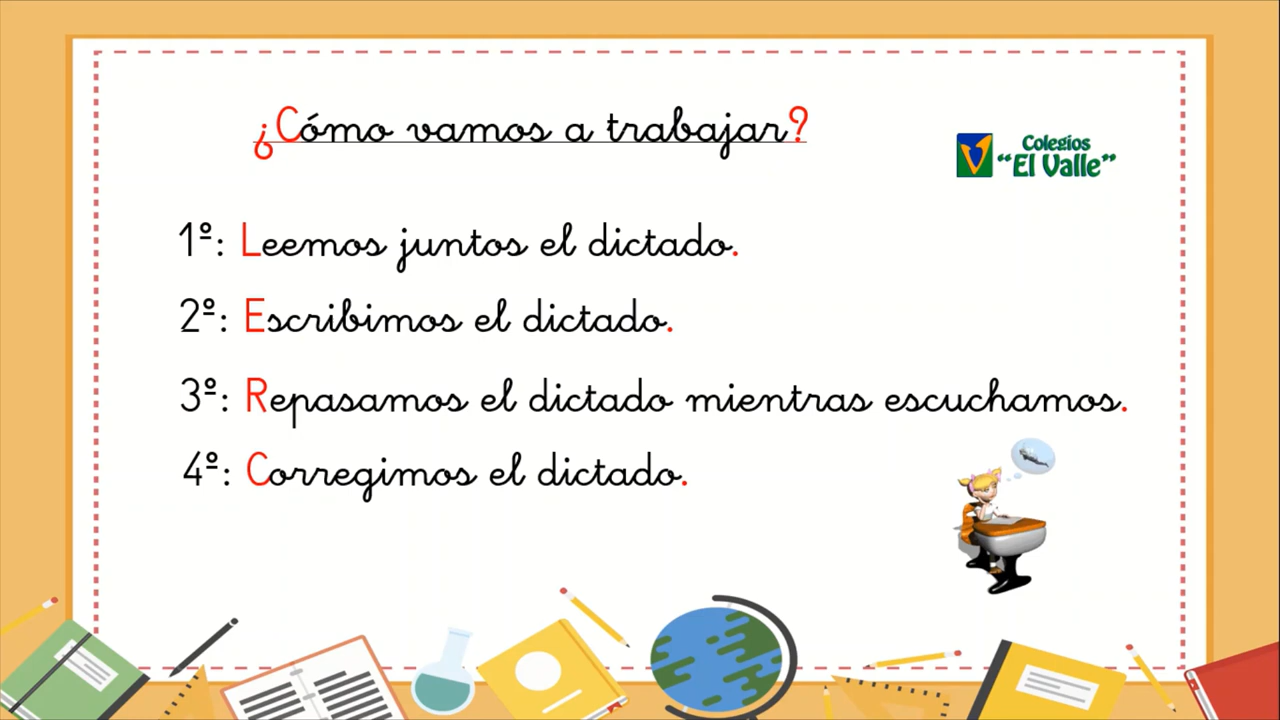 ¿Cómo vamos a trabajar?
Colegios
“El Valle”
1º: Leemos juntos el dictado.
2º: Escribimos el dictado.
3º: Repasamos el dictado mientras escuchamos.
4º: Corregimos el dictado.